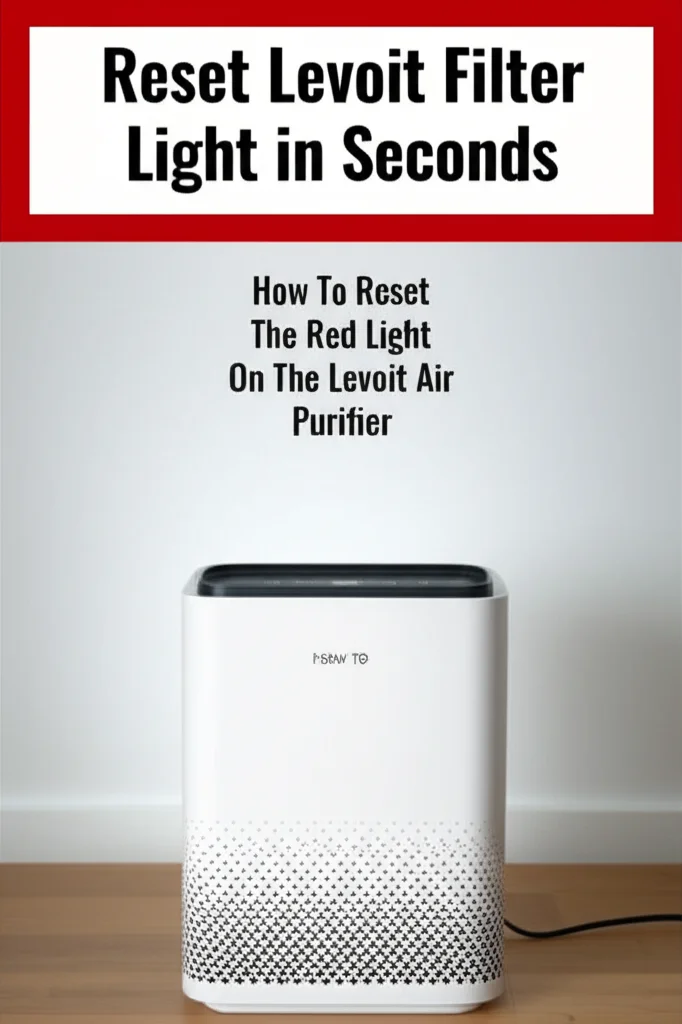 Reset Levoit Filter
Light in Seconds
How To Reset
The Red Light
On The Levoit Air
Purifier